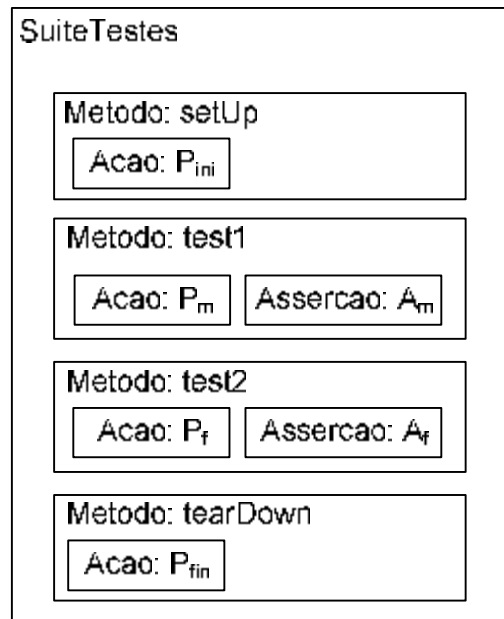 SuiteTestes
Metodo: setUp
Acao: Pini
Metodo: test1
Acao: Pm Assercao: Am
Metodo: test2
Acao: Pf Assercao: Af
Metodo: tearDown
Acao: Pfin